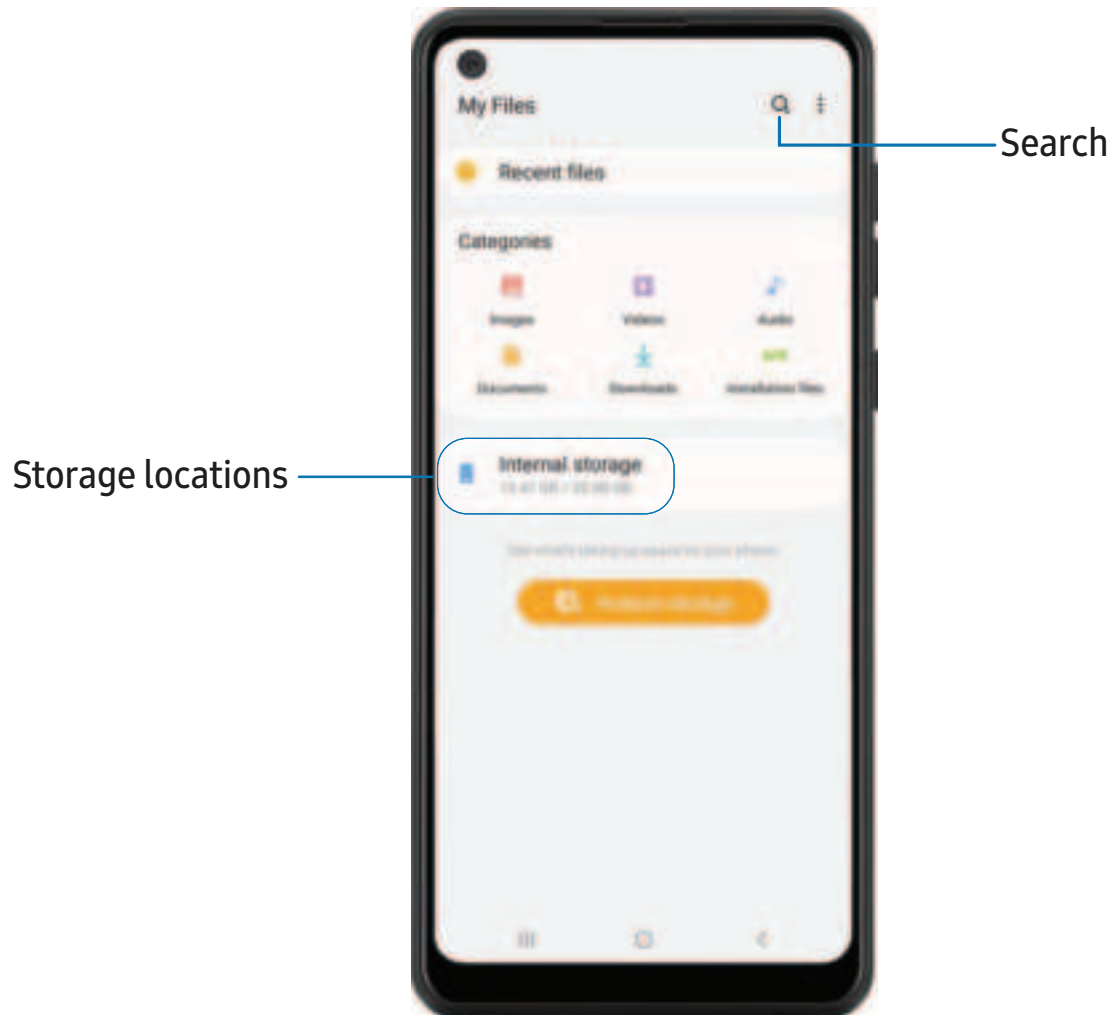 My Files
Search
Recent files
Categories
Images Videos Audio
Documents Downloads Installation files
Storage locations
Internal storage